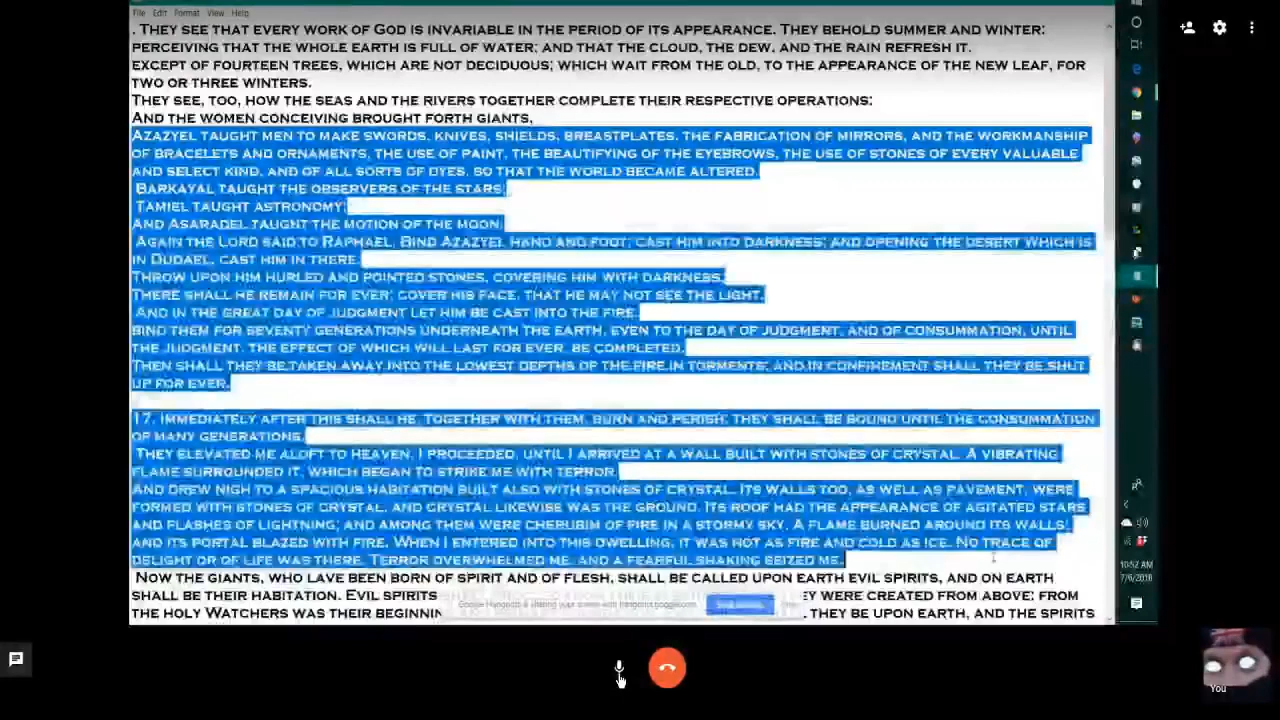 File Edit Format View Help
. They see that every work of God is invariable in the period of its appearance. They behold summer and winter:
perceiving that the whole earth is full of water; and that the cloud, the dew, and the rain refresh it.
except of fourteen trees, which are not deciduous; which wait from the old, to the appearance of the new leaf, for
two or three winters.
They see, too, how the seas and the rivers together complete their respective operations:
And the women conceiving brought forth giants,
Azazyel taught men to make swords, knives, shields, breastplates, the fabrication of mirrors, and the workmanship
of bracelets and ornaments, the use of paint, the beautifying of the eyebrows, the use of stones of every valuable
and select kind, and of all sorts of dyes, so that the world became altered.
Barkayal taught the observers of the stars;
Tamiel taught astronomy;
And Asaradel taught the motion of the moon,
Again the Lord said to Raphael, Bind Azazyel hand and foot; cast him into darkness; and opening the desert which is
in Dudael, cast him in there.
Throw upon him hurled and pointed stones, covering him with darkness;
There shall he remain for ever; cover his face, that he may not see the light.
And in the great day of judgment let him be cast into the fire.
bind them for seventy generations underneath the earth, even to the day of judgment, and of consummation, until
the judgment, the effect of which will last for ever, be completed.
Then shall they be taken away into the lowest depths of the fire in torments; and in confinement shall they be shut
up for ever.
17. Immediately after this shall he, together with them, burn and perish; they shall be bound until the consummation
of many generations.
They elevated me aloft to heaven. I proceeded, until I arrived at a wall built with stones of crystal. A vibrating
flame surrounded it, which began to strike me with terror.
And drew nigh to a spacious habitation built also with stones of crystal. Its walls too, as well as pavement, were
formed with stones of crystal, and crystal likewise was the ground. Its roof had the appearance of agitated stars
and flashes of lightning; and among them were cherubim of fire in a stormy sky. A flame burned around its walls;
and its portal blazed with fire. When I entered into this dwelling, it was hot as fire and cold as ice. No trace of
delight or of life was there. Terror overwhelmed me, and a fearful shaking seized me.
Now the giants, who lave been born of spirit and of flesh, shall be called upon earth evil spirits, and on earth
shall be their habitation. Evil spirits
ey were created from above; from
the holy Watchers was their beginnin
. they be upon earth, and the spirits
10:52 AM
7/6/2018
You